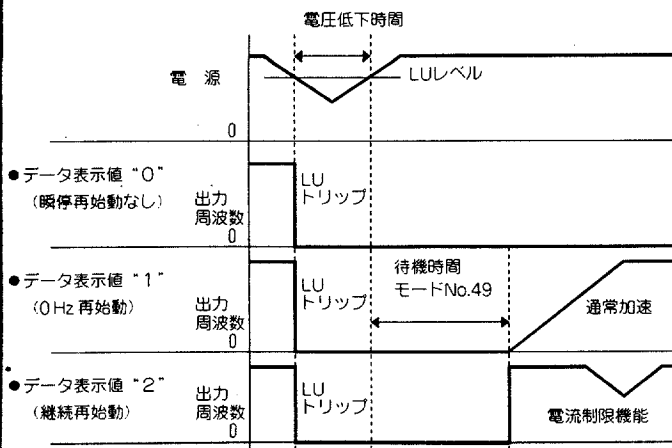 電圧低下時間
電 源
LUレベル
0
●データ表示値 “0”
（瞬停再始動なし）
出力
周波数
0
LU
トリップ
●データ表示値 “1”
（0Hz 再始動）
出力
周波数
0
LU
トリップ
待機時間
モードNo.49
通常加速
●データ表示値 “2”
（継続再始動）
出力
周波数
0
LU
トリップ
電流制限機能